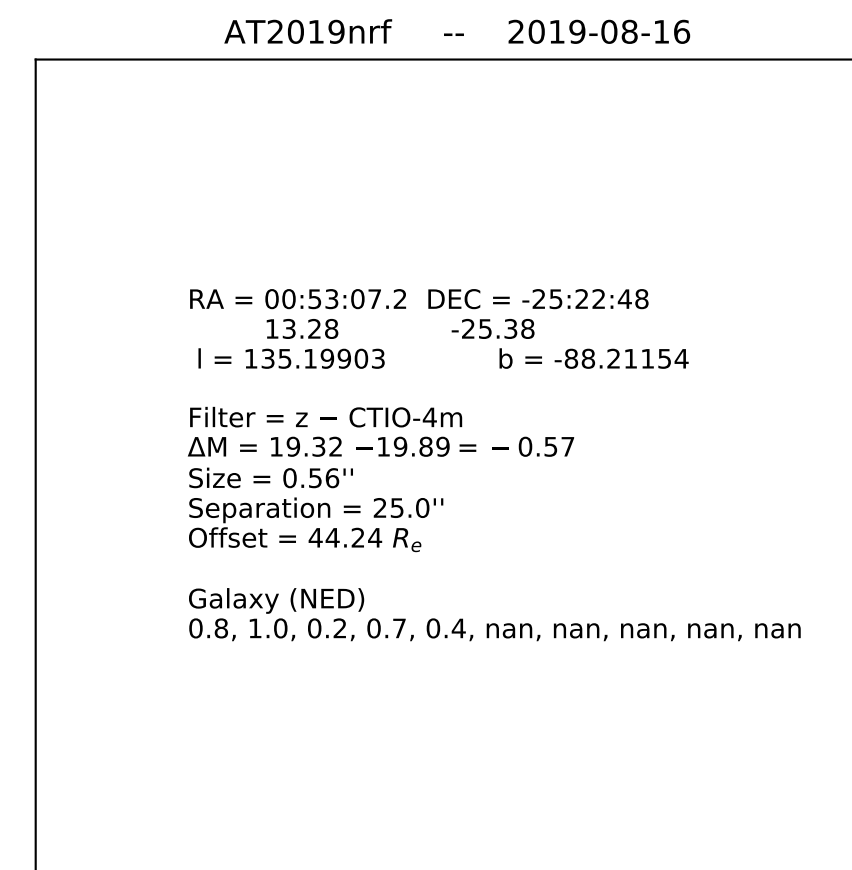 AT2019nrf -- 2019-08-16
RA = 00:53:07.2 DEC = -25:22:48
13.28 -25.38
l = 135.19903 b = -88.21154
Filter = z − CTIO-4m
ΔM = 19.32 −19.89 = − 0.57
Size = 0.56''
Separation = 25.0''
Offset = 44.24 Rₑ
Galaxy (NED)
0.8, 1.0, 0.2, 0.7, 0.4, nan, nan, nan, nan, nan